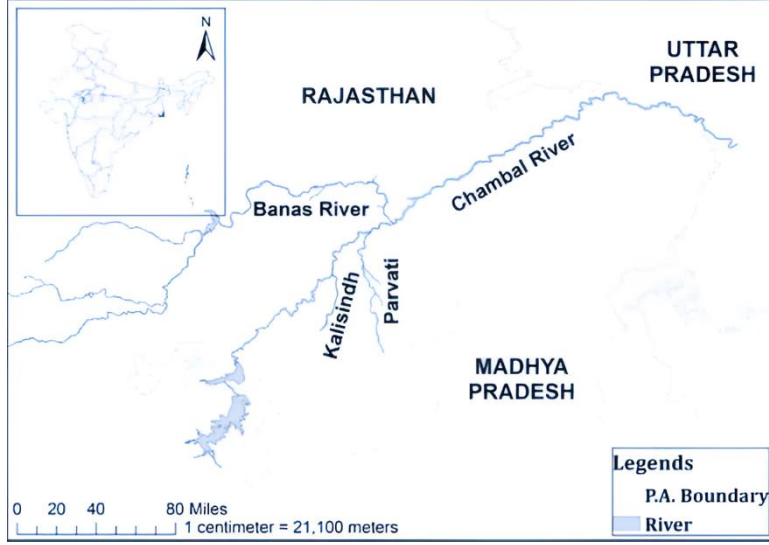 N
UTTAR
PRADESH
RAJASTHAN
Chambal River
Banas River
Kalisindh
Parvati
MADHYA
PRADESH
Legends
P.A. Boundary
River
0 20 40 80 Miles
1 centimeter = 21,100 meters